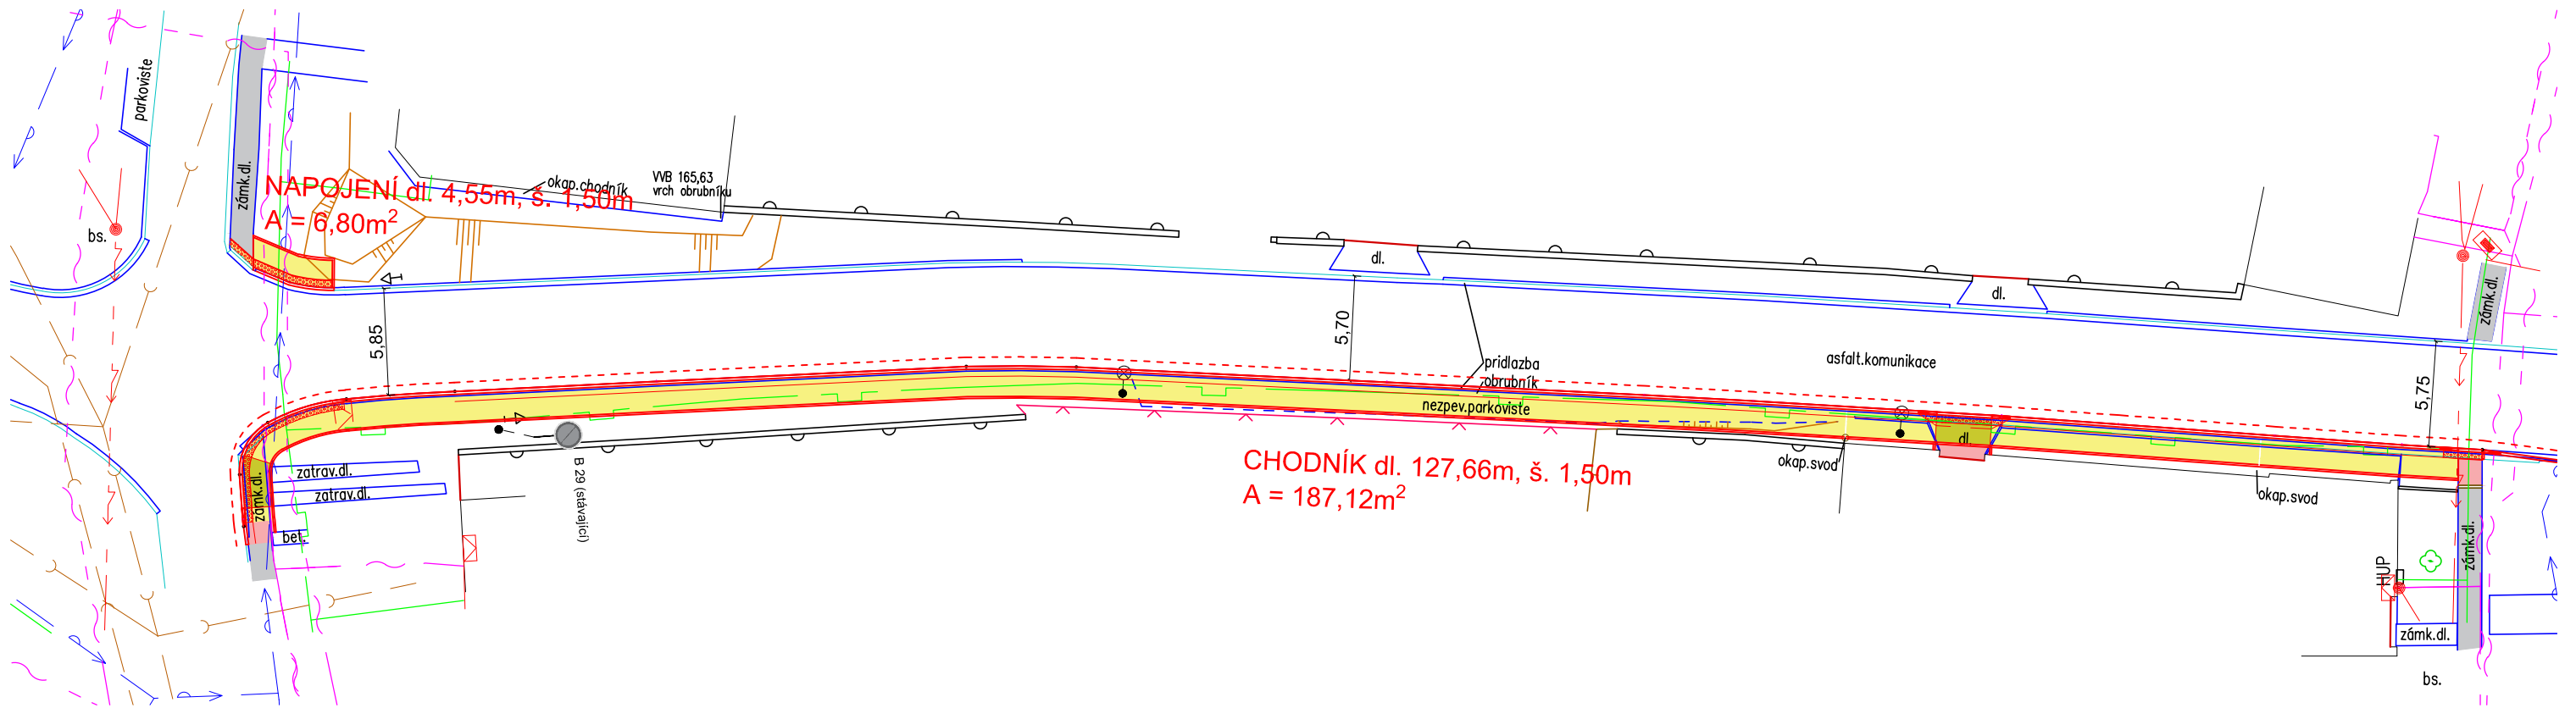 parkoviste
bs.
zámk.dl.
NAPOJENÍ dl. 4,55m, š. 1,50m
A = 6,80m²
okap.chodník
VVB 165,63
vrch obrubníku
dl.
dl.
zámk.dl.
5,85
5,70
5,75
pridlazba
obrubník
asfalt.komunikace
nezpev.parkoviste
dl.
okap.svod
okap.svod
CHODNÍK dl. 127,66m, š. 1,50m
A = 187,12m²
B 29 (stávající)
zatrav.dl.
zatrav.dl.
zámk.dl.
bet.
HUP
zámk.dl.
zámk.dl.
bs.